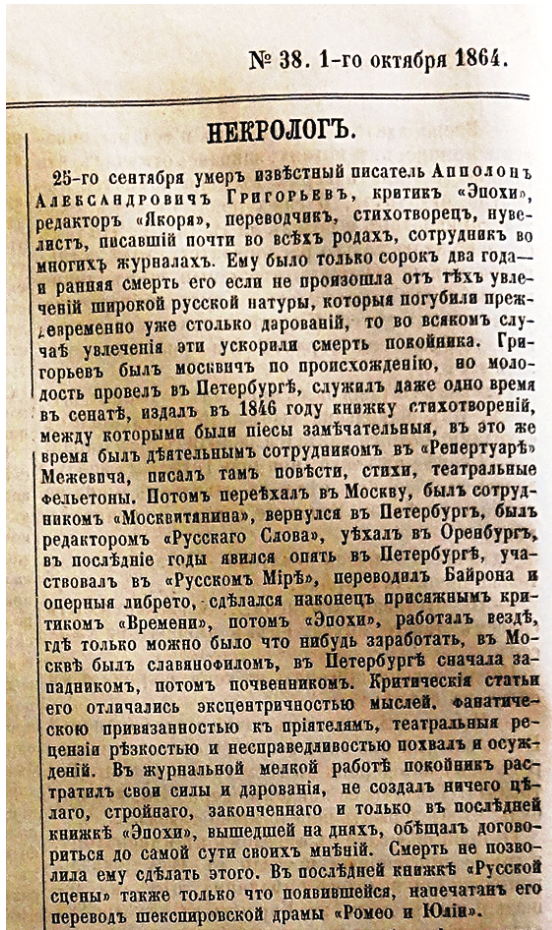 № 38. 1-го октября 1864.
НЕКРОЛОГЪ.
25-го сентября умеръ извѣстный писатель Апполонъ
Александровичъ Григорьевъ, критикъ «Эпохи»,
редакторъ «Якоря», переводчикъ, стихотворецъ, нуве-
листъ, писавшій почти во всѣхъ родахъ, сотрудникъ во
многихъ журналахъ. Ему было только сорокъ два года—
и ранняя смерть его если не произошла отъ тѣхъ увле-
ченій широкой русской натуры, которыя погубили преж-
девременно уже столько дарованій, то во всякомъ слу-
чаѣ увлеченія эти ускорили смерть покойника. Гри-
горьевъ былъ москвичъ по происхожденію, но моло-
дость провелъ въ Петербургѣ, служилъ даже одно время
въ сенатѣ, издалъ въ 1846 году книжку стихотвореній,
между которыми были піесы замѣчательныя, въ это же
время былъ дѣятельнымъ сотрудникомъ въ «Репертуарѣ»
Межевича, писалъ тамъ повѣсти, стихи, театральные
фельетоны. Потомъ переѣхалъ въ Москву, былъ сотруд-
никомъ «Москвитянина», вернулся въ Петербургъ, былъ
редакторомъ «Русскаго Слова», уѣхалъ въ Оренбургъ,
въ послѣдніе годы явился опять въ Петербургѣ, уча-
ствовалъ въ «Русскомъ Мірѣ», переводилъ Байрона и
оперныя либрето, сдѣлался наконецъ присяжнымъ кри-
тикомъ «Времени», потомъ «Эпохи», работалъ вездѣ,
гдѣ только можно было что нибудь заработать, въ Мо-
сквѣ былъ славянофиломъ, въ Петербургѣ сначала за-
падникомъ, потомъ почвенникомъ. Критическія статьи
его отличались эксцентричностью мыслей, фанатиче-
скою привязанностью къ пріятелямъ, театральныя ре-
цензіи рѣзкостью и несправедливостью похвалъ и осуж-
деній. Въ журнальной мелкой работѣ покойникъ рас-
тратилъ свои силы и дарованія, не создалъ ничего цѣ-
лаго, стройнаго, законченнаго и только въ послѣдней
книжкѣ «Эпохи», вышедшей на дняхъ, обѣщалъ догово-
риться до самой сути своихъ мнѣній. Смерть не позво-
лила ему сдѣлать этого. Въ послѣдней книжкѣ «Русской
сцены» также только что появившейся, напечатанъ его
переводъ шекспировской драмы «Ромео и Юлія».